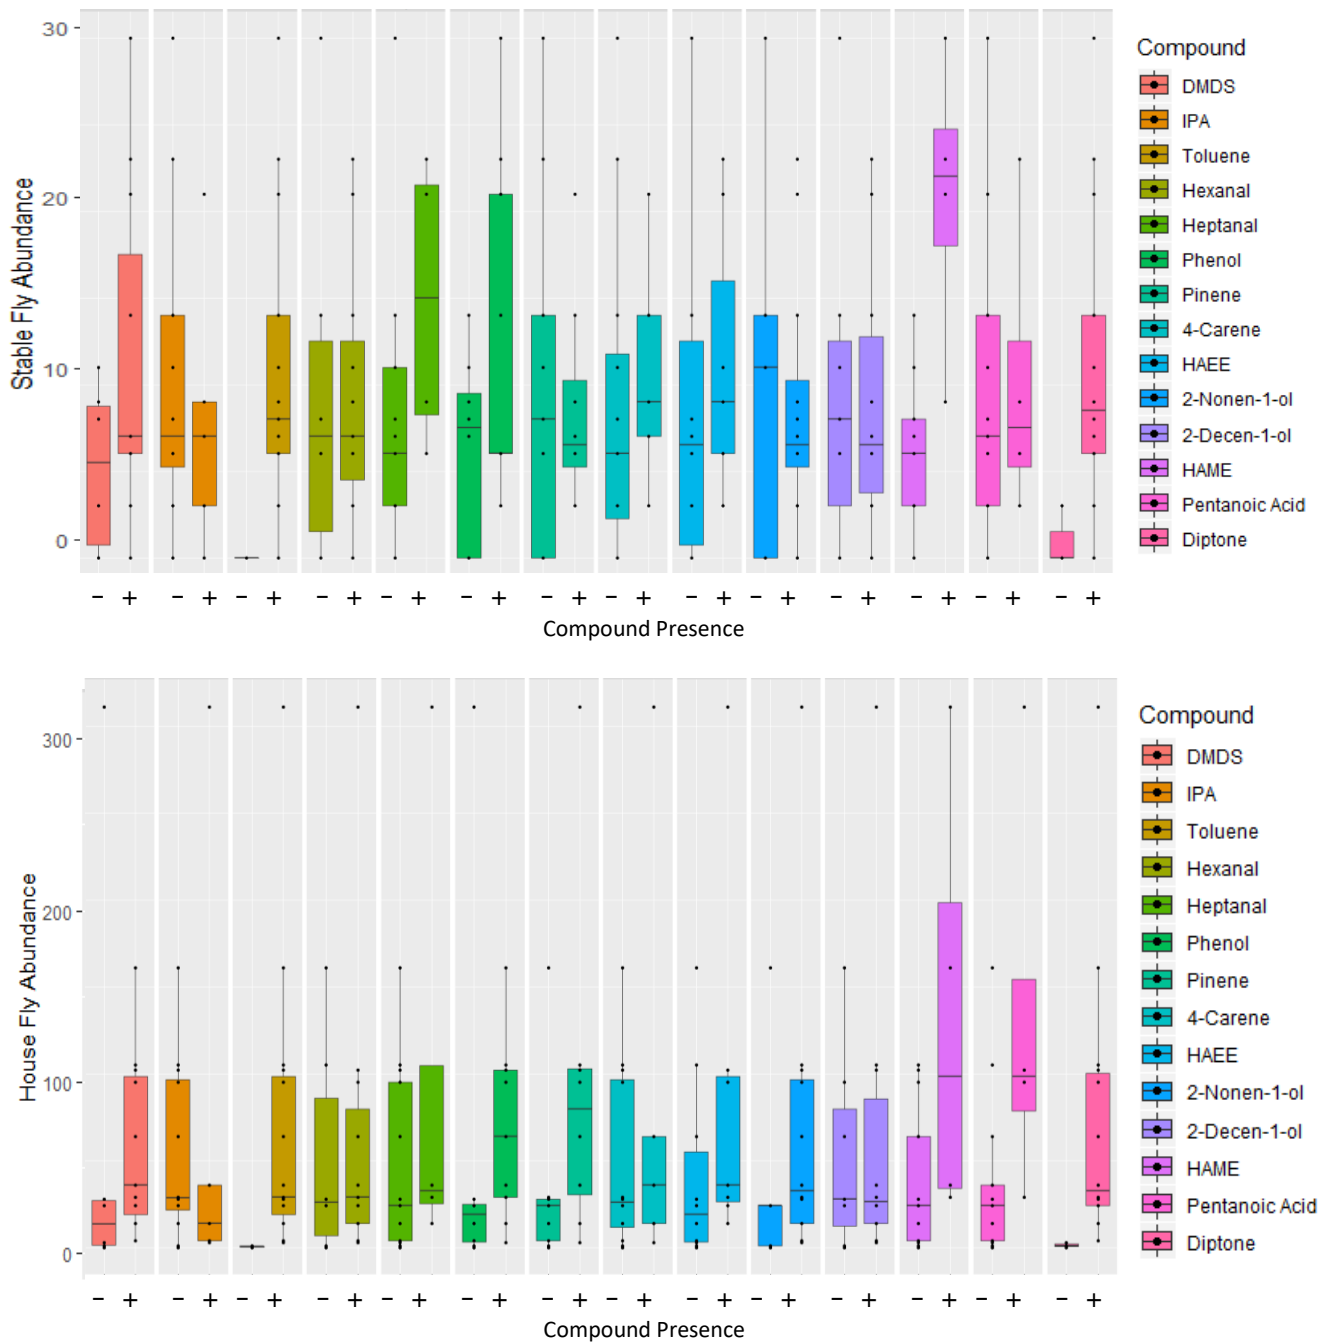 30
20
10
0
Stable Fly Abundance
− + − + − + − + − + − + − + − + − + − + − + − + − + − +
Compound Presence
Compound
DMDS
IPA
Toluene
Hexanal
Heptanal
Phenol
Pinene
4-Carene
HAEE
2-Nonen-1-ol
2-Decen-1-ol
HAME
Pentanoic Acid
Diptone
300
200
100
0
House Fly Abundance
− + − + − + − + − + − + − + − + − + − + − + − + − + − +
Compound Presence
Compound
DMDS
IPA
Toluene
Hexanal
Heptanal
Phenol
Pinene
4-Carene
HAEE
2-Nonen-1-ol
2-Decen-1-ol
HAME
Pentanoic Acid
Diptone